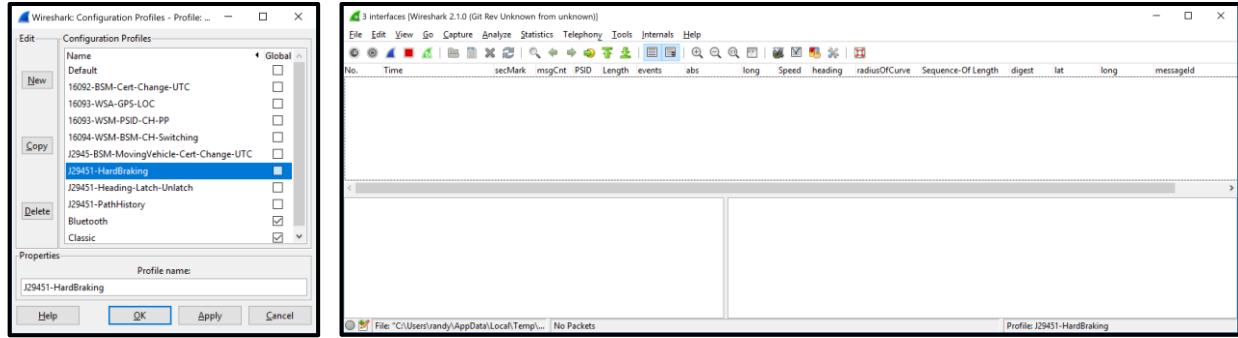 Wireshark: Configuration Profiles - Profile: ...
Edit
Configuration Profiles
Name Global
Default
New
16092-BSM-Cert-Change-UTC
16093-WSA-GPS-LOC
16093-WSM-PSID-CH-PP
16094-WSM-BSM-CH-Switching
Copy
J2945-BSM-MovingVehicle-Cert-Change-UTC
J29451-HardBraking
J29451-Heading-Latch-Unlatch
J29451-PathHistory
Delete
Bluetooth
Classic
Properties
Profile name:
J29451-HardBraking
Help OK Apply Cancel
3 interfaces [Wireshark 2.1.0 (Git Rev Unknown from unknown)]
File Edit View Go Capture Analyze Statistics Telephony Tools Internals Help
No. Time secMark msgCnt PSID Length events abs long Speed heading radiusOfCurve Sequence-Of Length digest lat long messageId
File: "C:\Users\randy\AppData\Local\Temp\... No Packets Profile: J29451-HardBraking